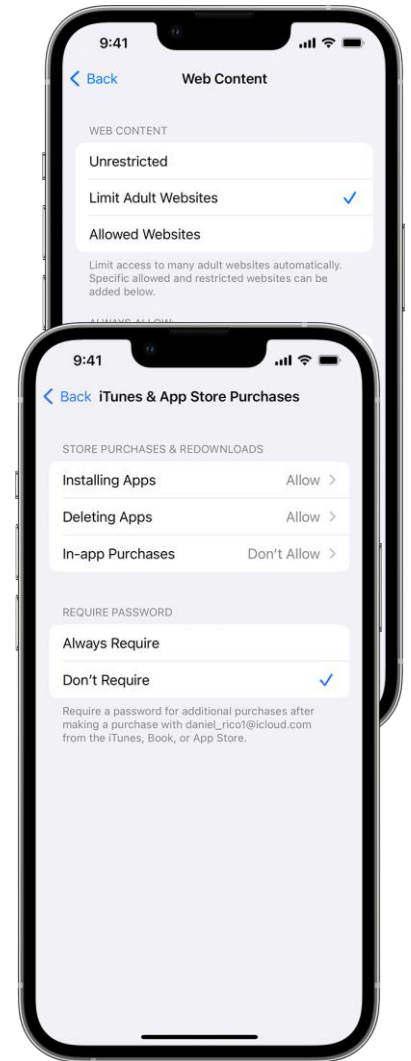 9:41
Back Web Content
WEB CONTENT
Unrestricted
Limit Adult Websites
Allowed Websites
Limit access to many adult websites automatically.
Specific allowed and restricted websites can be
added below.
ALWAYS ALLOW:
9:41
Back iTunes & App Store Purchases
STORE PURCHASES & REDOWNLOADS
Installing Apps Allow
Deleting Apps Allow
In-app Purchases Don't Allow
REQUIRE PASSWORD
Always Require
Don't Require
Require a password for additional purchases after
making a purchase with daniel_rico1@icloud.com
from the iTunes, Book, or App Store.